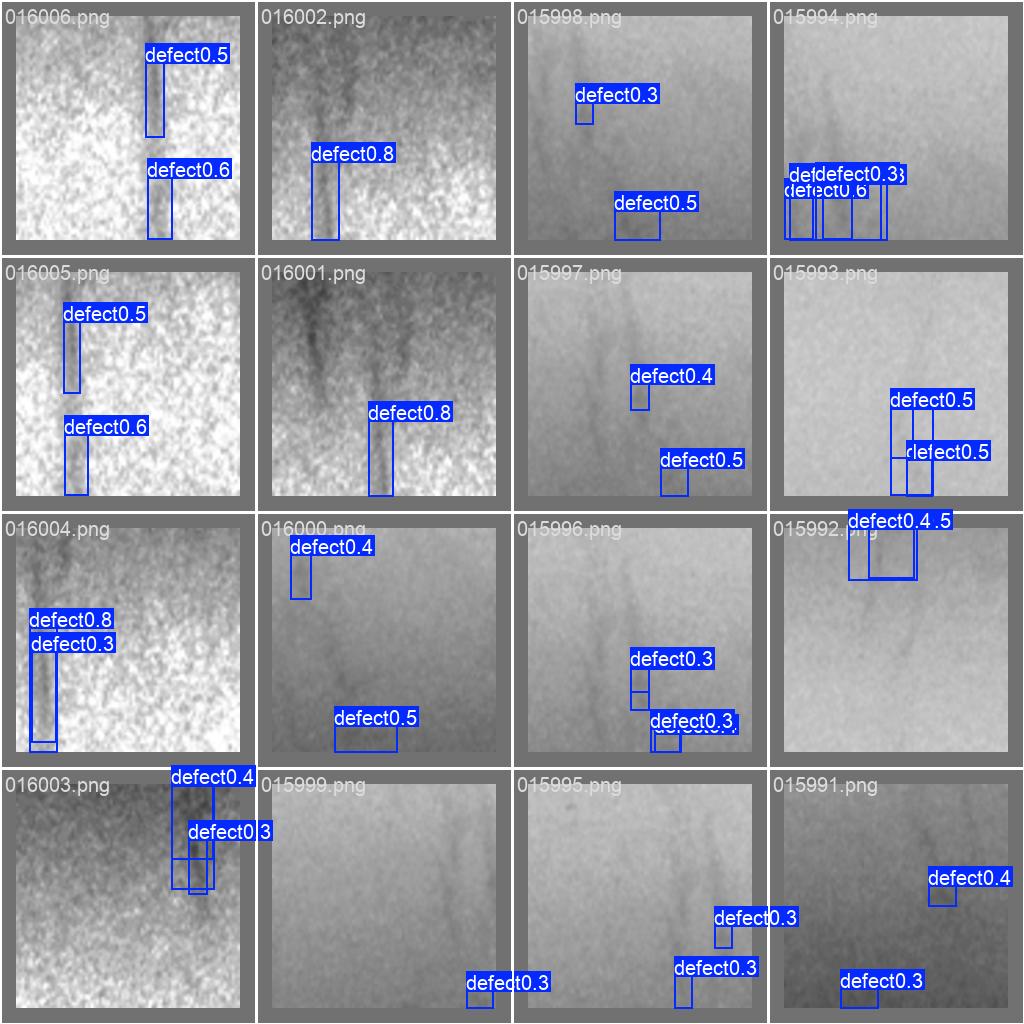 016006.png
defect0.5
defect0.6
016002.png
defect0.8
015998.png
defect0.3
defect0.5
015994.png
defect0.3
defect0.6
016005.png
defect0.5
defect0.6
016001.png
defect0.8
015997.png
defect0.4
defect0.5
015993.png
defect0.5
defect0.5
016004.png
defect0.8
defect0.3
016000.png
defect0.4
defect0.5
015996.png
defect0.3
defect0.3
015992.png
defect0.4
016003.png
defect0.4
defect0.3
015999.png
defect0.3
015995.png
defect0.3
defect0.3
015991.png
defect0.4
defect0.3